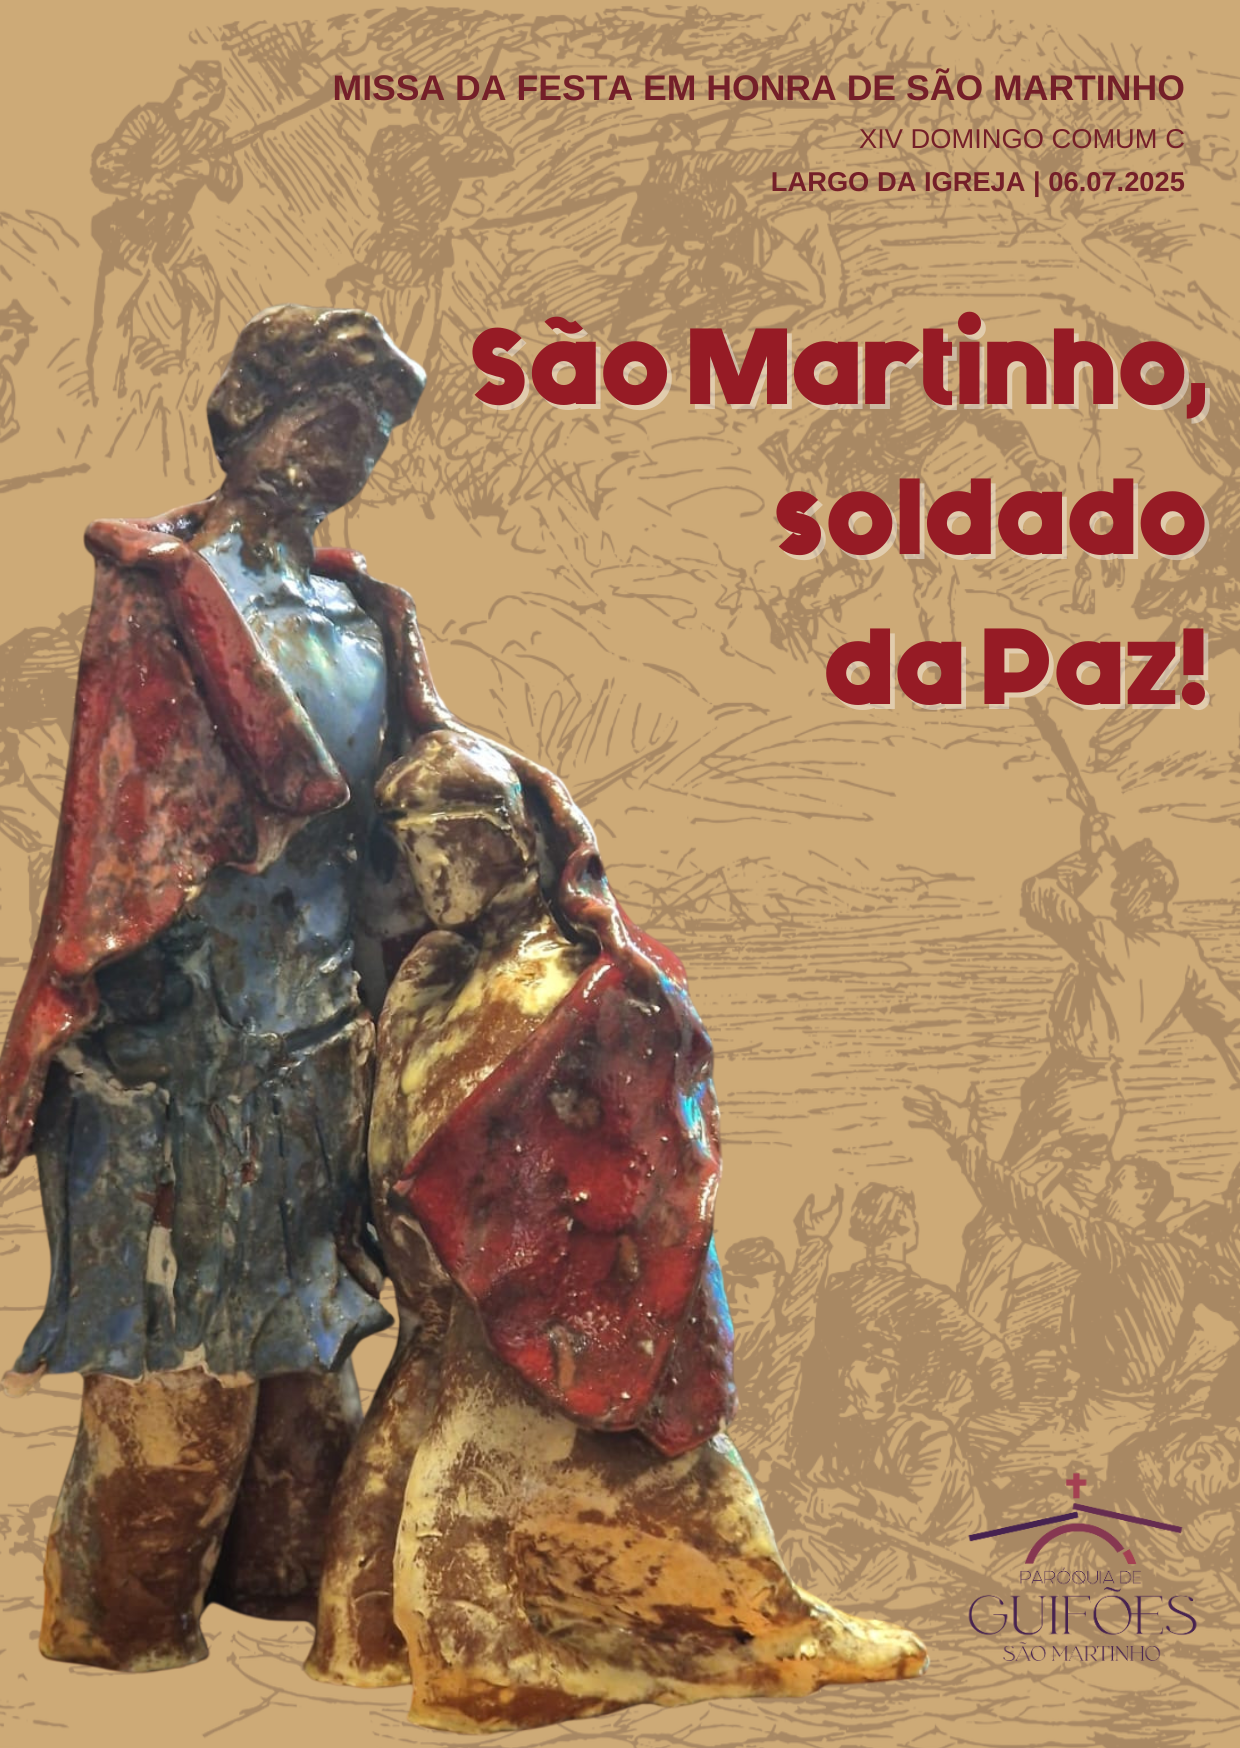 MISSA DA FESTA EM HONRA DE SÃO MARTINHO
XIV DOMINGO COMUM C
LARGO DA IGREJA | 06.07.2025
São Martinho,
soldado
da Paz!
PARÓQUIA DE
GUIFÕES
SÃO MARTINHO